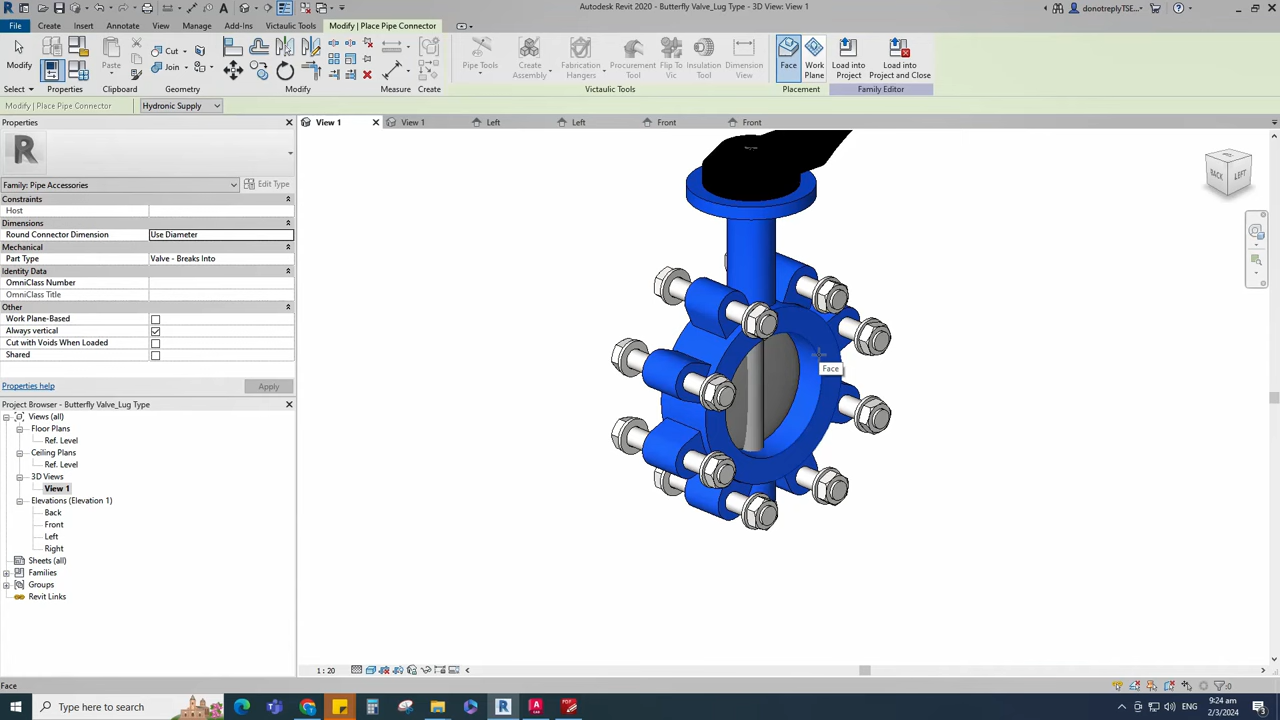 Autodesk Revit 2020 - Butterfly Valve_Lug Type - 3D View: View 1
donotreplyTSE...
File
Create
Insert
Annotate
View
Manage
Add-Ins
Victaulic Tools
Modify | Place Pipe Connector
Modify
Paste
Cut
Join
Pipe Tools
Create Assembly
Fabrication Hangers
Procurement Tool
Flip To Vic
Insulation Tool
Dimension View
Face
Work Plane
Load into Project
Load into Project and Close
Select
Properties
Clipboard
Geometry
Modify
Measure
Create
Victaulic Tools
Placement
Family Editor
Modify | Place Pipe Connector
Hydronic Supply
Properties
View 1
View 1
Left
Left
Front
Front
BACK
LEFT
Family: Pipe Accessories
Edit Type
Constraints
Host
Dimensions
Round Connector Dimension
Use Diameter
Mechanical
Part Type
Valve - Breaks Into
Identity Data
OmniClass Number
OmniClass Title
Other
Work Plane-Based
Always vertical
Cut with Voids When Loaded
Shared
Properties help
Apply
Face
Project Browser - Butterfly Valve_Lug Type
Views (all)
Floor Plans
Ref. Level
Ceiling Plans
Ref. Level
3D Views
View 1
Elevations (Elevation 1)
Back
Front
Left
Right
Sheets (all)
Families
Groups
Revit Links
1 : 20
Face
:0
Type here to search
ENG
9:24 am
2/3/2024